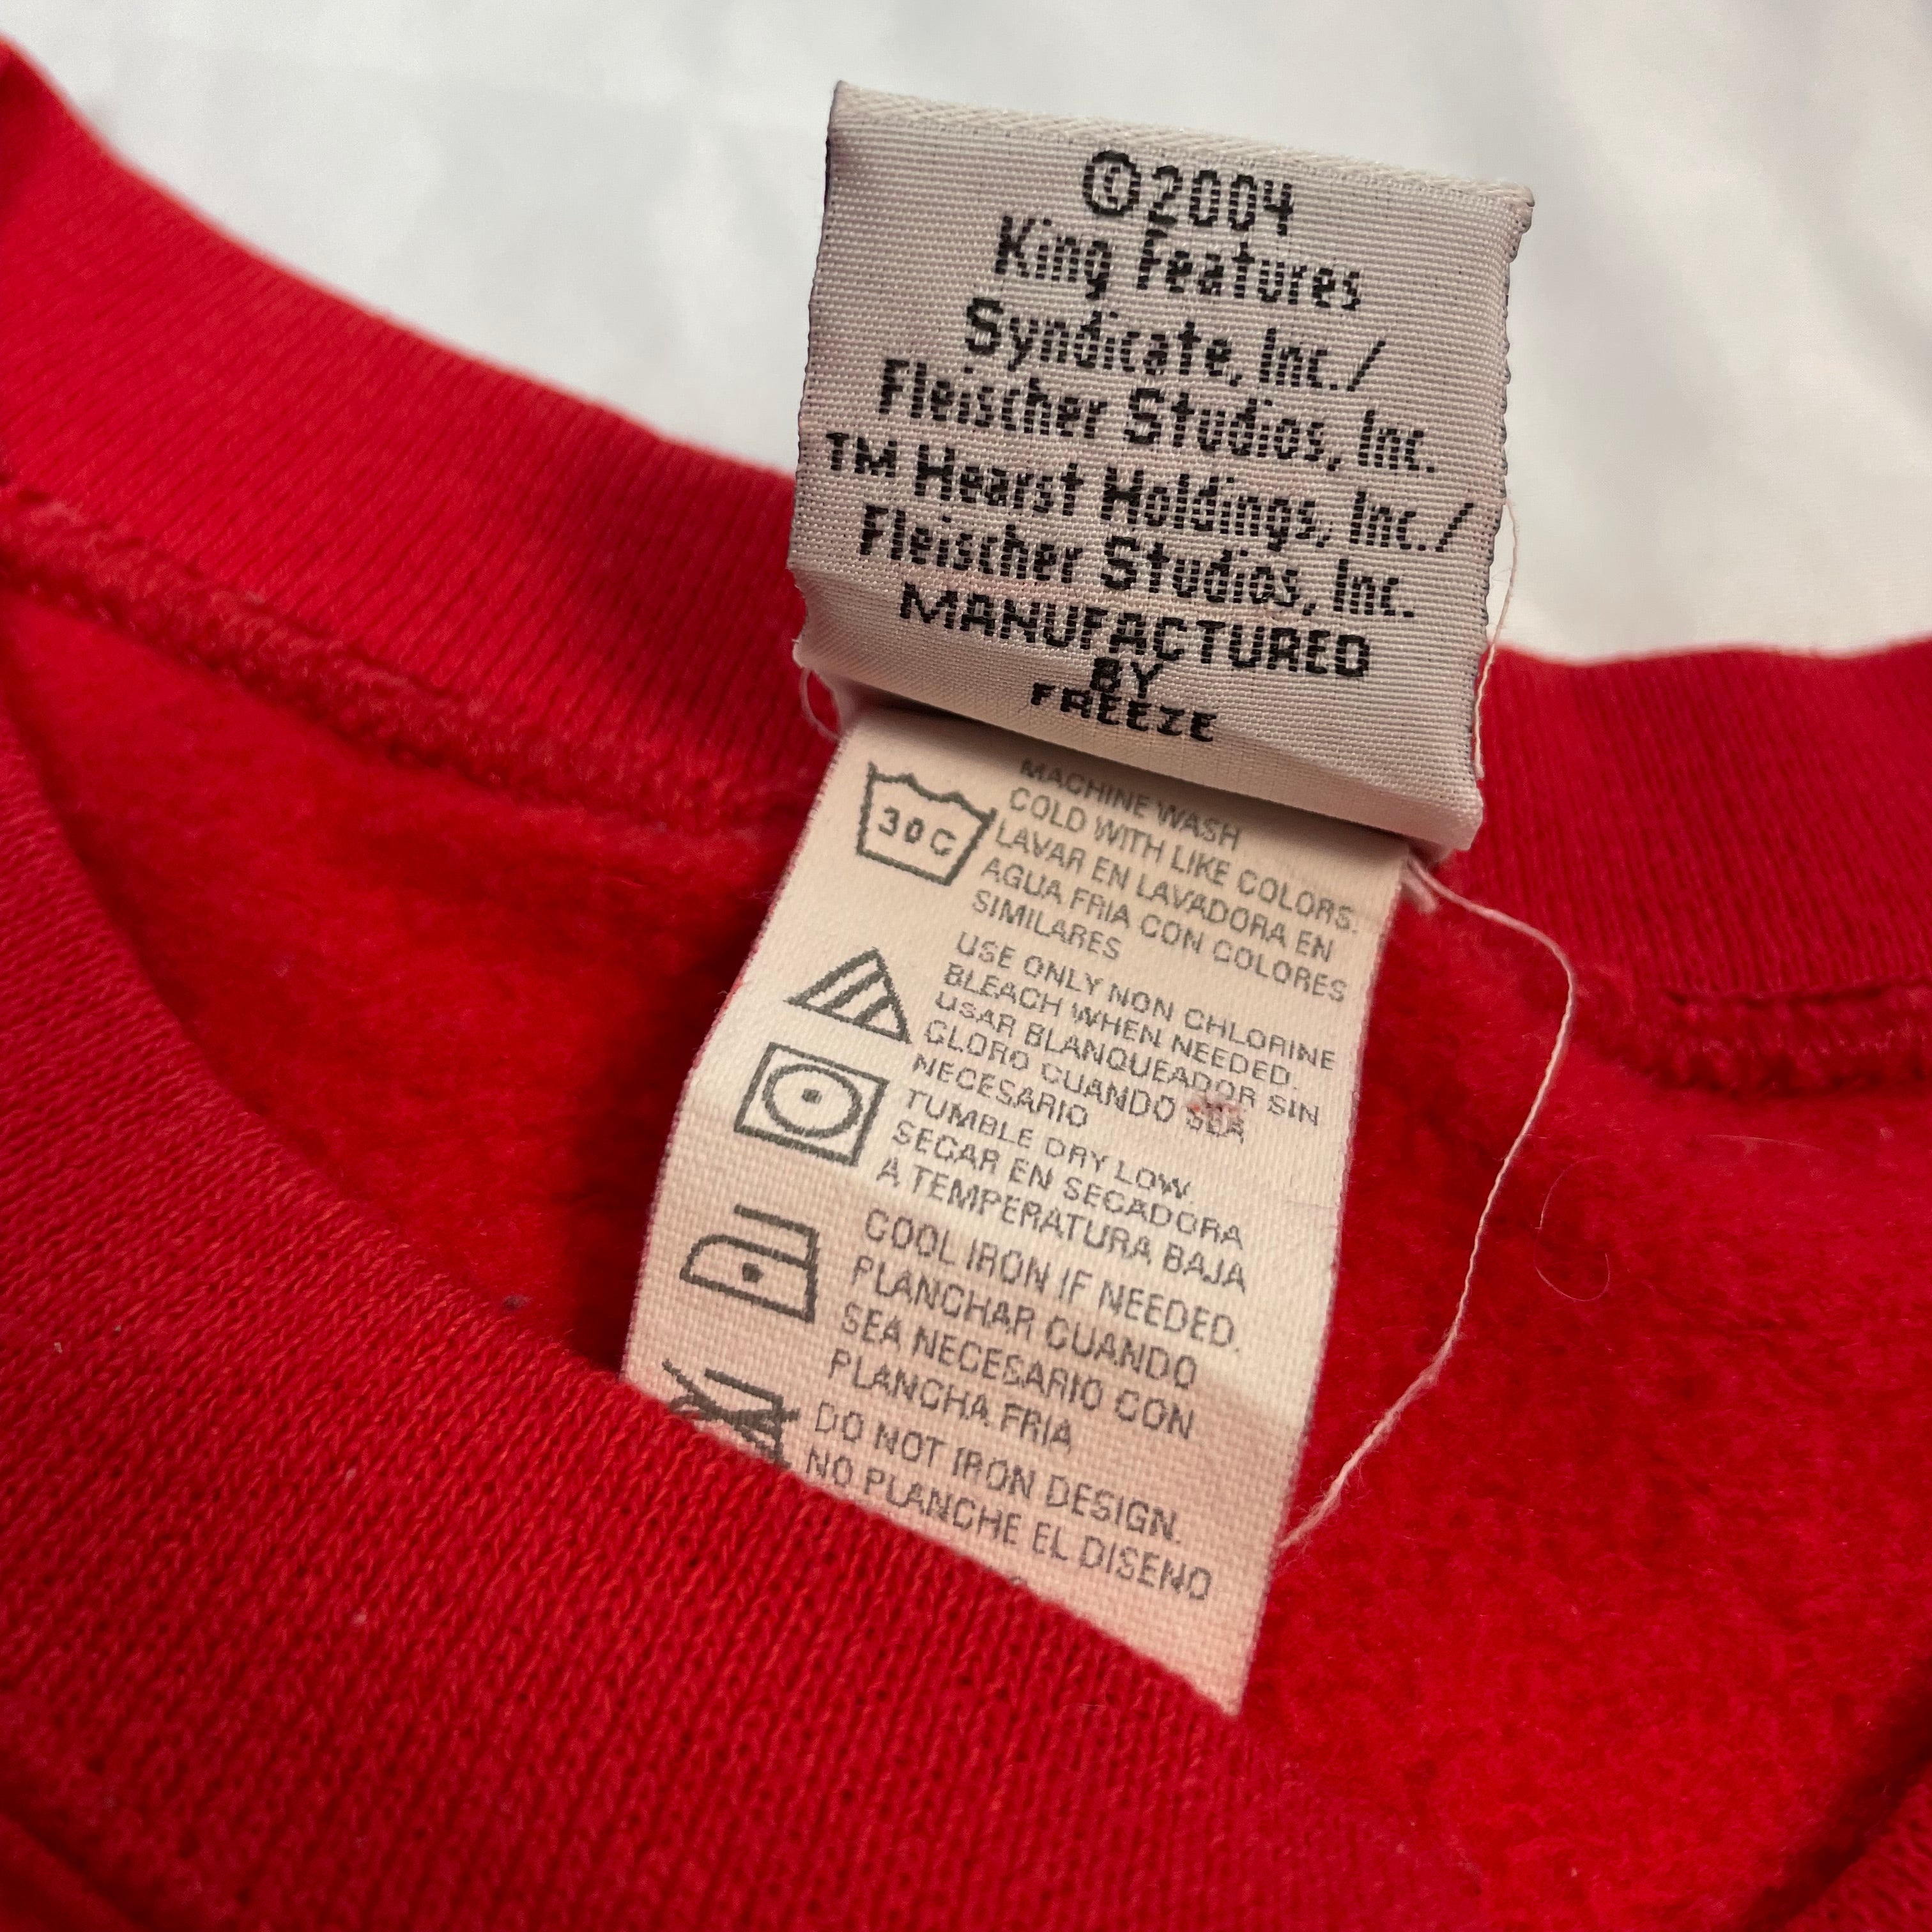 ©2004
King Features
Syndicate, Inc./
Fleischer Studios, Inc.
™ Hearst Holdings, Inc./
Fleischer Studios, Inc.
MANUFACTURED
BY
FREEZE
30C
MACHINE WASH
COLD WITH LIKE COLORS.
LAVAR EN LAVADORA EN
AGUA FRIA CON COLORES
SIMILARES
USE ONLY NON CHLORINE
BLEACH WHEN NEEDED.
USAR BLANQUEADOR SIN
CLORO CUANDO SEA
NECESARIO
TUMBLE DRY LOW.
SECAR EN SECADORA
A TEMPERATURA BAJA
COOL IRON IF NEEDED.
PLANCHAR CUANDO
SEA NECESARIO CON
PLANCHA FRIA
DO NOT IRON DESIGN.
NO PLANCHE EL DISENO